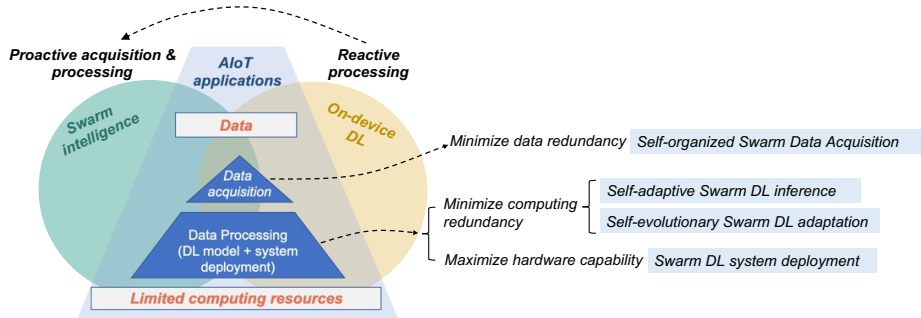 Proactive acquisition &
processing
Reactive
processing
AIoT
applications
Swarm
intelligence
On-device
DL
Data
Data
acquisition
Data Processing
(DL model + system
deployment)
Limited computing resources
Minimize data redundancy
Self-organized Swarm Data Acquisition
Minimize computing
redundancy
Self-adaptive Swarm DL inference
Self-evolutionary Swarm DL adaptation
Maximize hardware capability
Swarm DL system deployment